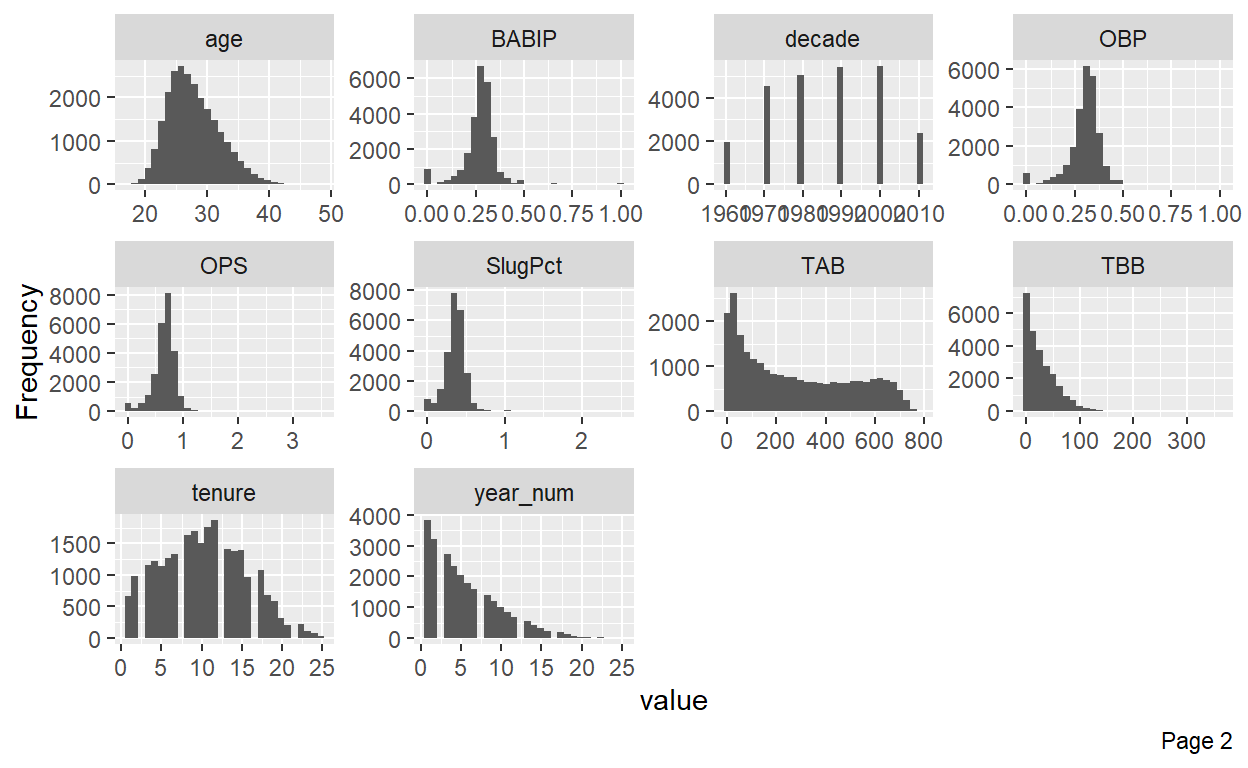 age BABIP decade OBP
2000 1000 0
6000 4000 2000 0
4000 2000 0
6000 4000 2000 0
20 30 40 50
0.00 0.25 0.50 0.75 1.00
1960 1970 1980 1990 2000 2010
0.00 0.25 0.50 0.75 1.00
OPS SlugPct TAB TBB
8000 6000 4000 2000 0
8000 6000 4000 2000 0
2000 1000 0
6000 4000 2000 0
0 1 2 3
0 1 2
0 200 400 600 800
0 100 200 300
Frequency
tenure year_num
1500 1000 500 0
4000 3000 2000 1000 0
0 5 10 15 20 25
0 5 10 15 20 25
value
Page 2